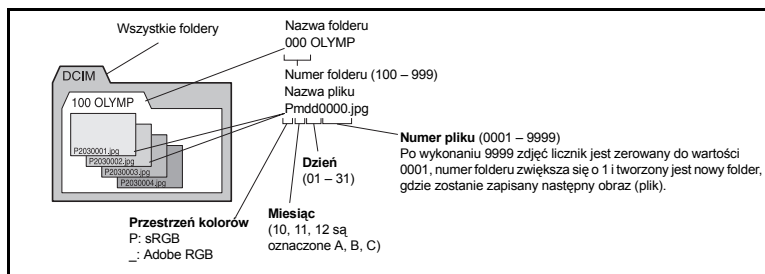 Wszystkie foldery
Nazwa folderu
000 OLYMP
Numer folderu (100 – 999)
Nazwa pliku
Pmdd0000.jpg
DCIM
100 OLYMP
P2030001.jpg
P2030002.jpg
P2030003.jpg
P2030004.jpg
Dzień
(01 – 31)
Numer pliku (0001 – 9999)
Po wykonaniu 9999 zdjęć licznik jest zerowany do wartości
0001, numer folderu zwiększa się o 1 i tworzony jest nowy folder,
gdzie zostanie zapisany następny obraz (plik).
Przestrzeń kolorów
P: sRGB
_: Adobe RGB
Miesiąc
(10, 11, 12 są
oznaczone A, B, C)